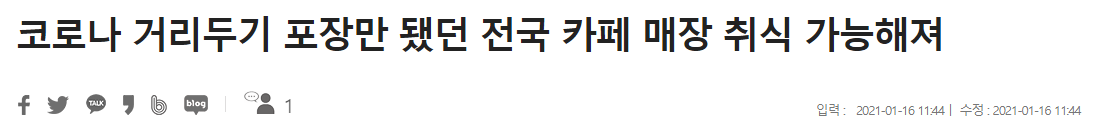 코로나 거리두기 포장만 됐던 전국 카페 매장 취식 가능해져
TALK blog 1 입력 : 2021-01-16 11:44 | 수정 : 2021-01-16 11:44